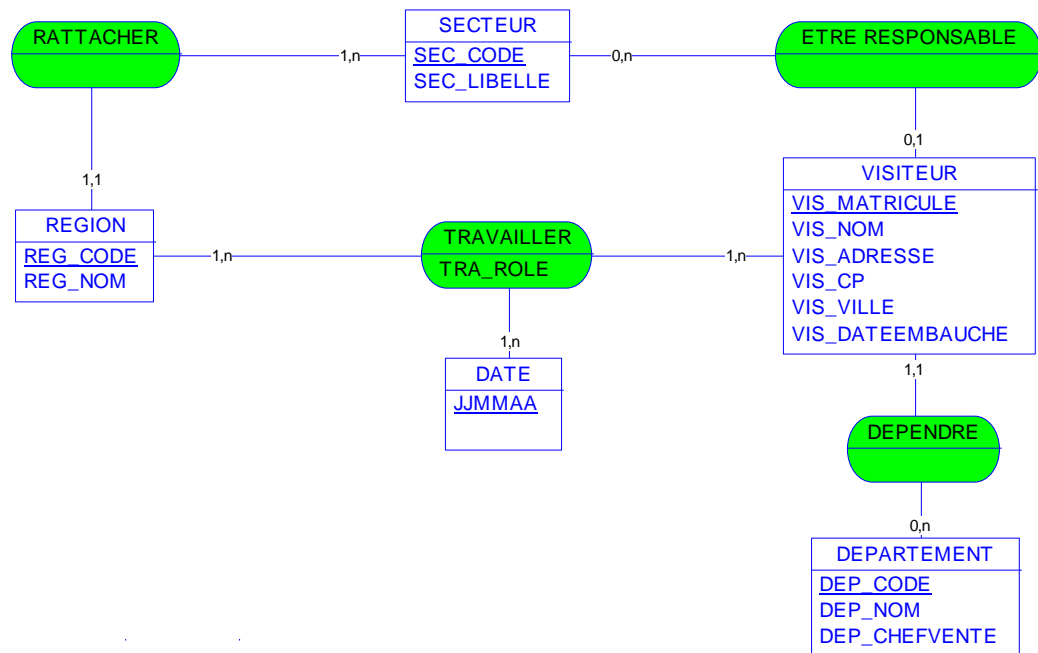 RATTACHER
1,n
SECTEUR
SEC_CODE
SEC_LIBELLE
0,n
ETRE RESPONSABLE
1,1
0,1
REGION
REG_CODE
REG_NOM
1,n
TRAVAILLER
TRA_ROLE
1,n
VISITEUR
VIS_MATRICULE
VIS_NOM
VIS_ADRESSE
VIS_CP
VIS_VILLE
VIS_DATEEMBAUCHE
1,n
DATE
JJMMAA
1,1
DEPENDRE
0,n
DEPARTEMENT
DEP_CODE
DEP_NOM
DEP_CHEFVENTE